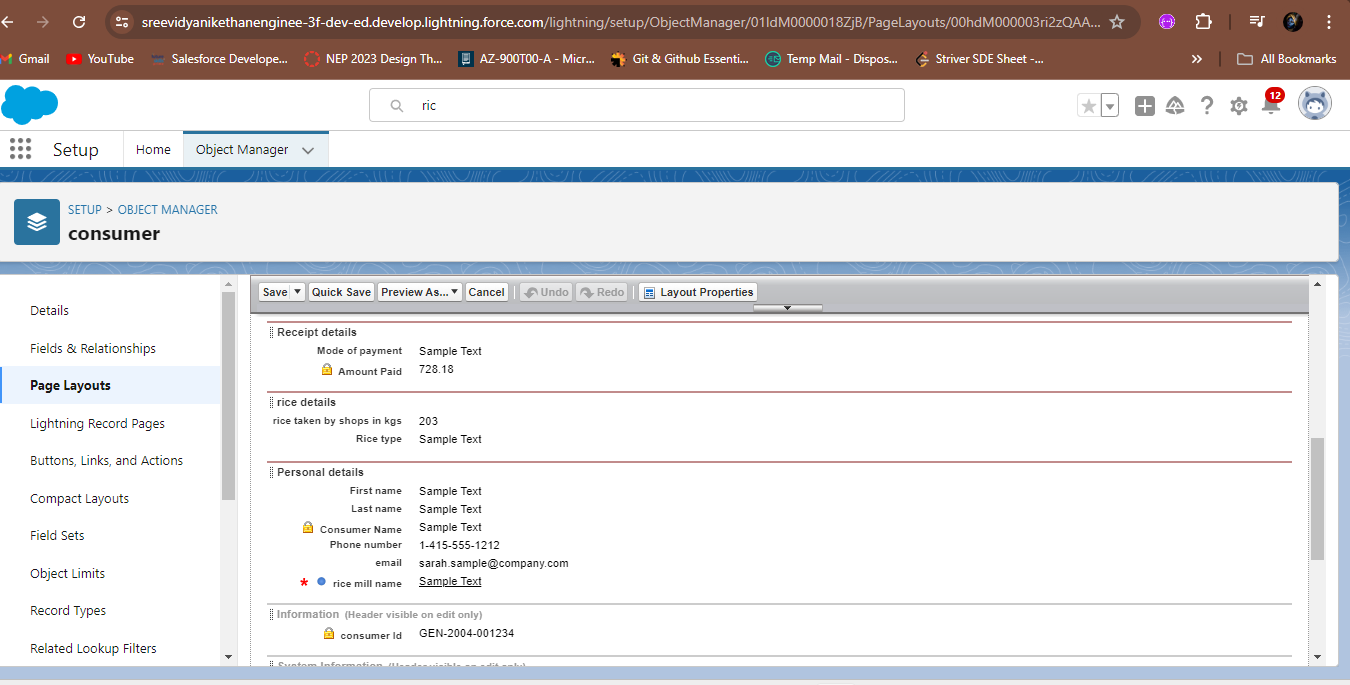 sreevidyanikethanenginee-3f-dev-ed.develop.lightning.force.com/lightning/setup/ObjectManager/01IdM0000018ZjB/PageLayouts/00hdM000003ri2zQAA...
Gmail YouTube Salesforce Develope... NEP 2023 Design Th... AZ-900T00-A - Micr... Git & Github Essenti... Temp Mail - Dispos... Striver SDE Sheet -... » All Bookmarks
ric
12
Setup Home Object Manager
SETUP > OBJECT MANAGER
consumer
Details
Fields & Relationships
Page Layouts
Lightning Record Pages
Buttons, Links, and Actions
Compact Layouts
Field Sets
Object Limits
Record Types
Related Lookup Filters
Save Quick Save Preview As... Cancel Undo Redo Layout Properties
Receipt details
Mode of payment Sample Text
Amount Paid 728.18
rice details
rice taken by shops in kgs 203
Rice type Sample Text
Personal details
First name Sample Text
Last name Sample Text
Consumer Name Sample Text
Phone number 1-415-555-1212
email sarah.sample@company.com
* rice mill name Sample Text
Information (Header visible on edit only)
consumer Id GEN-2004-001234
System Information (Header visible on edit only)